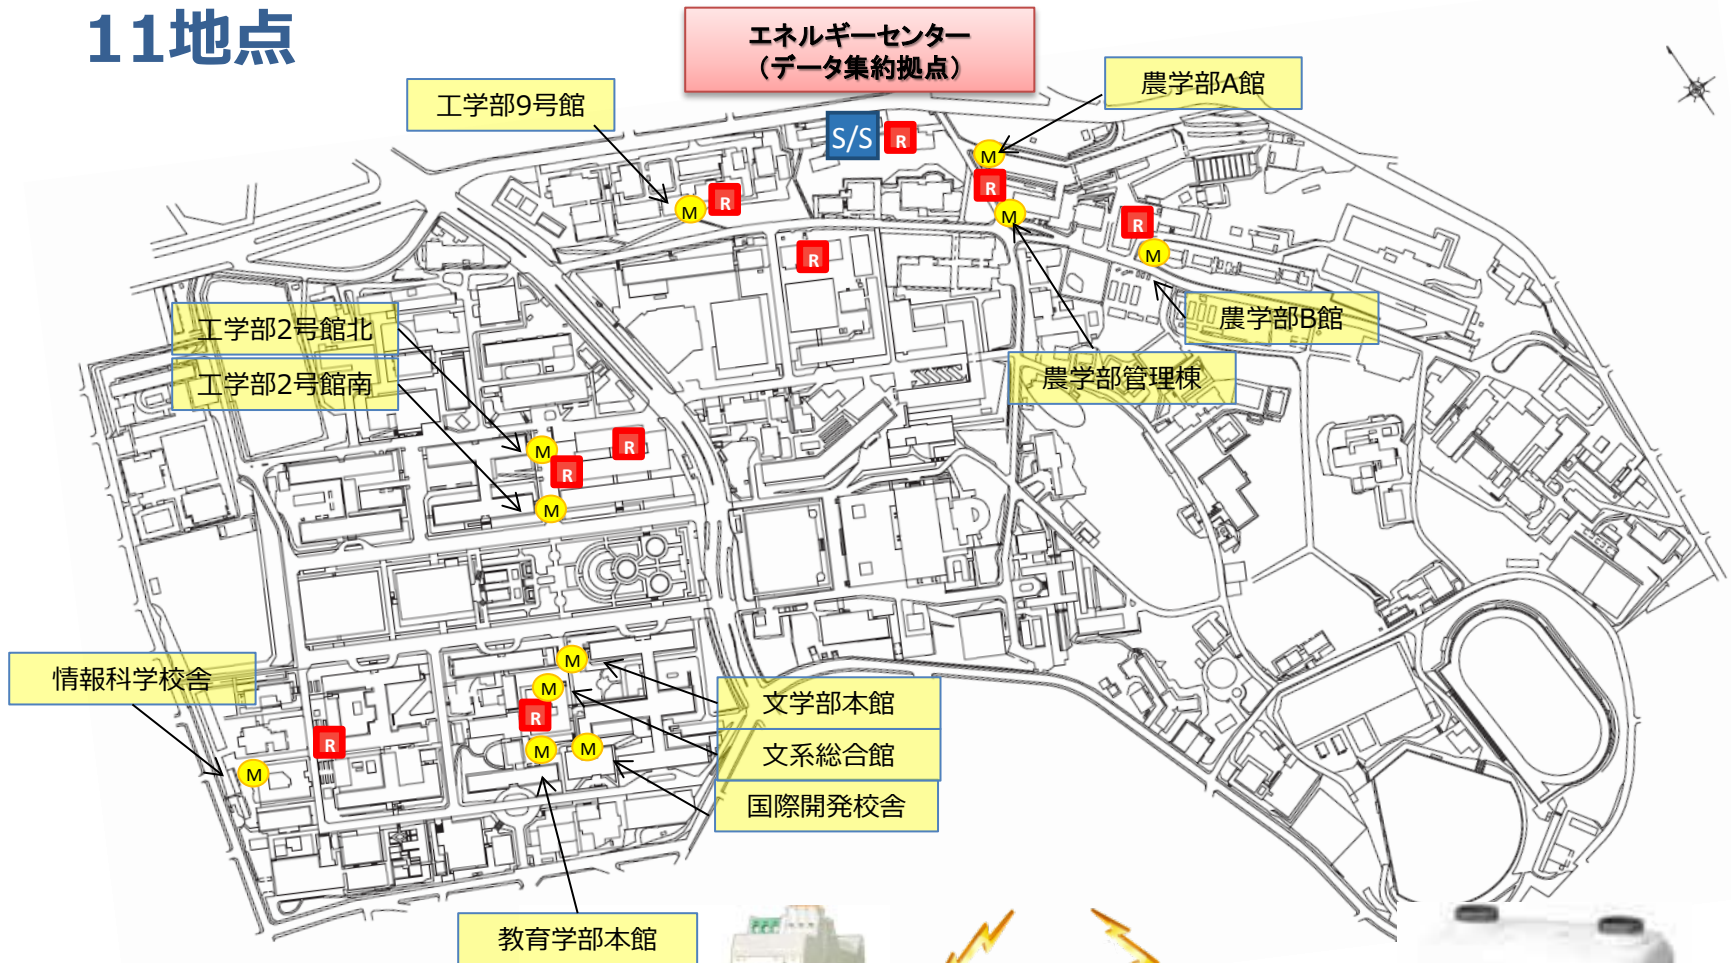 11地点
エネルギーセンター
（データ集約拠点）
農学部A館
工学部9号館
S/S
R
M
R
R
M
M
R
M
R
工学部2号館北
農学部B館
工学部2号館南
農学部管理棟
M
R
R
M
M
情報科学校舎
M
文学部本館
R
R
文系総合館
M
M
M
国際開発校舎
教育学部本館